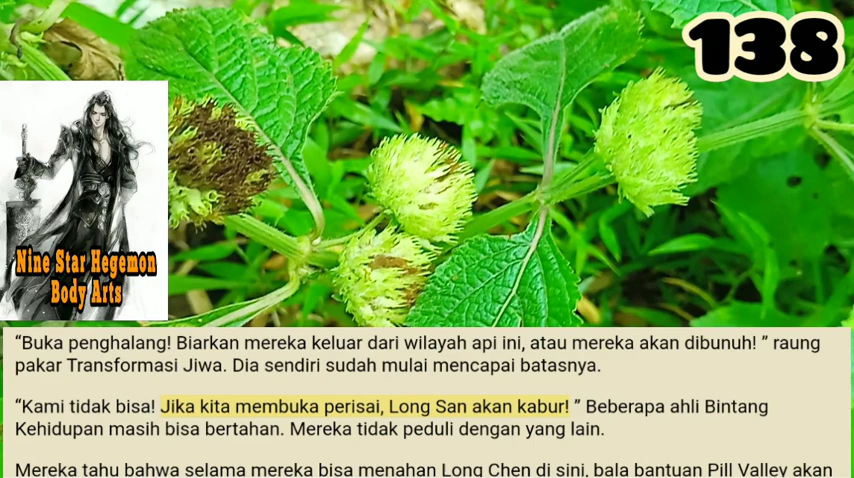 138
Nine Star Hegemon
Body Arts
“Buka penghalang! Biarkan mereka keluar dari wilayah api ini, atau mereka akan dibunuh! ” raung
pakar Transformasi Jiwa. Dia sendiri sudah mulai mencapai batasnya.
“Kami tidak bisa! Jika kita membuka perisai, Long San akan kabur! ” Beberapa ahli Bintang
Kehidupan masih bisa bertahan. Mereka tidak peduli dengan yang lain.
Mereka tahu bahwa selama mereka bisa menahan Long Chen di sini, bala bantuan Pill Valley akan